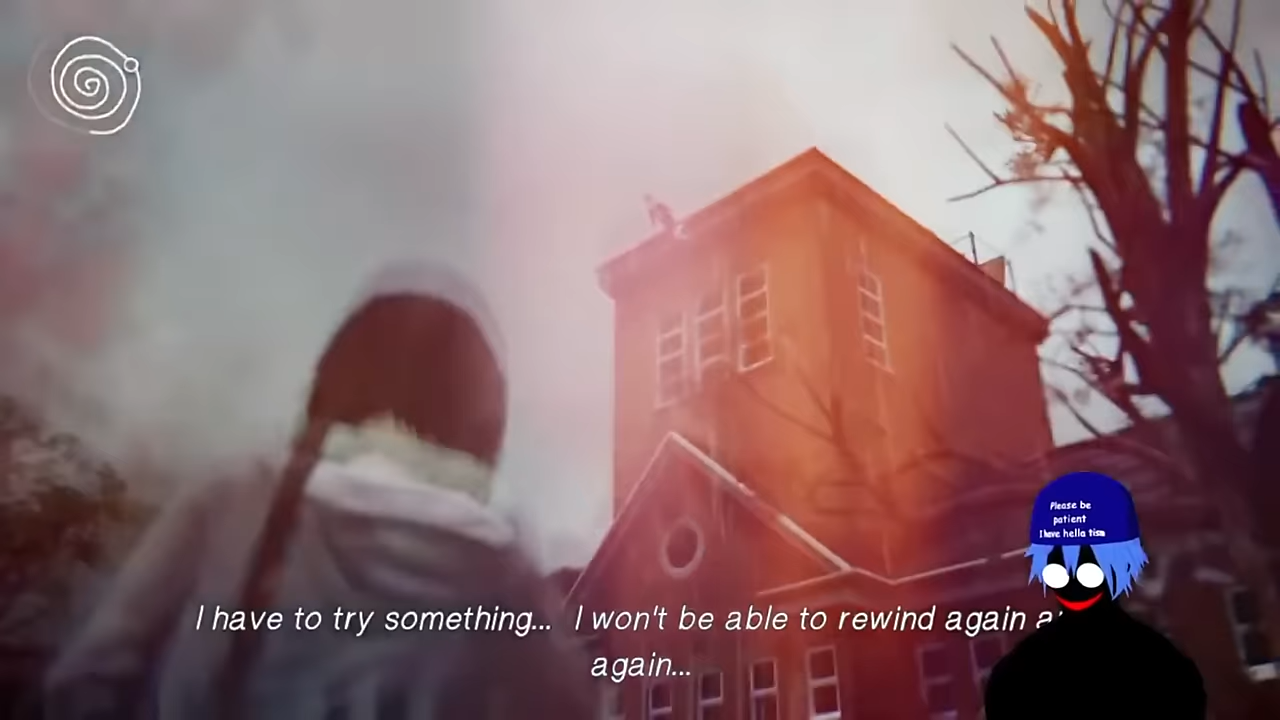 Please be
patient
I have hella tism
I have to try something... I won't be able to rewind again
again...